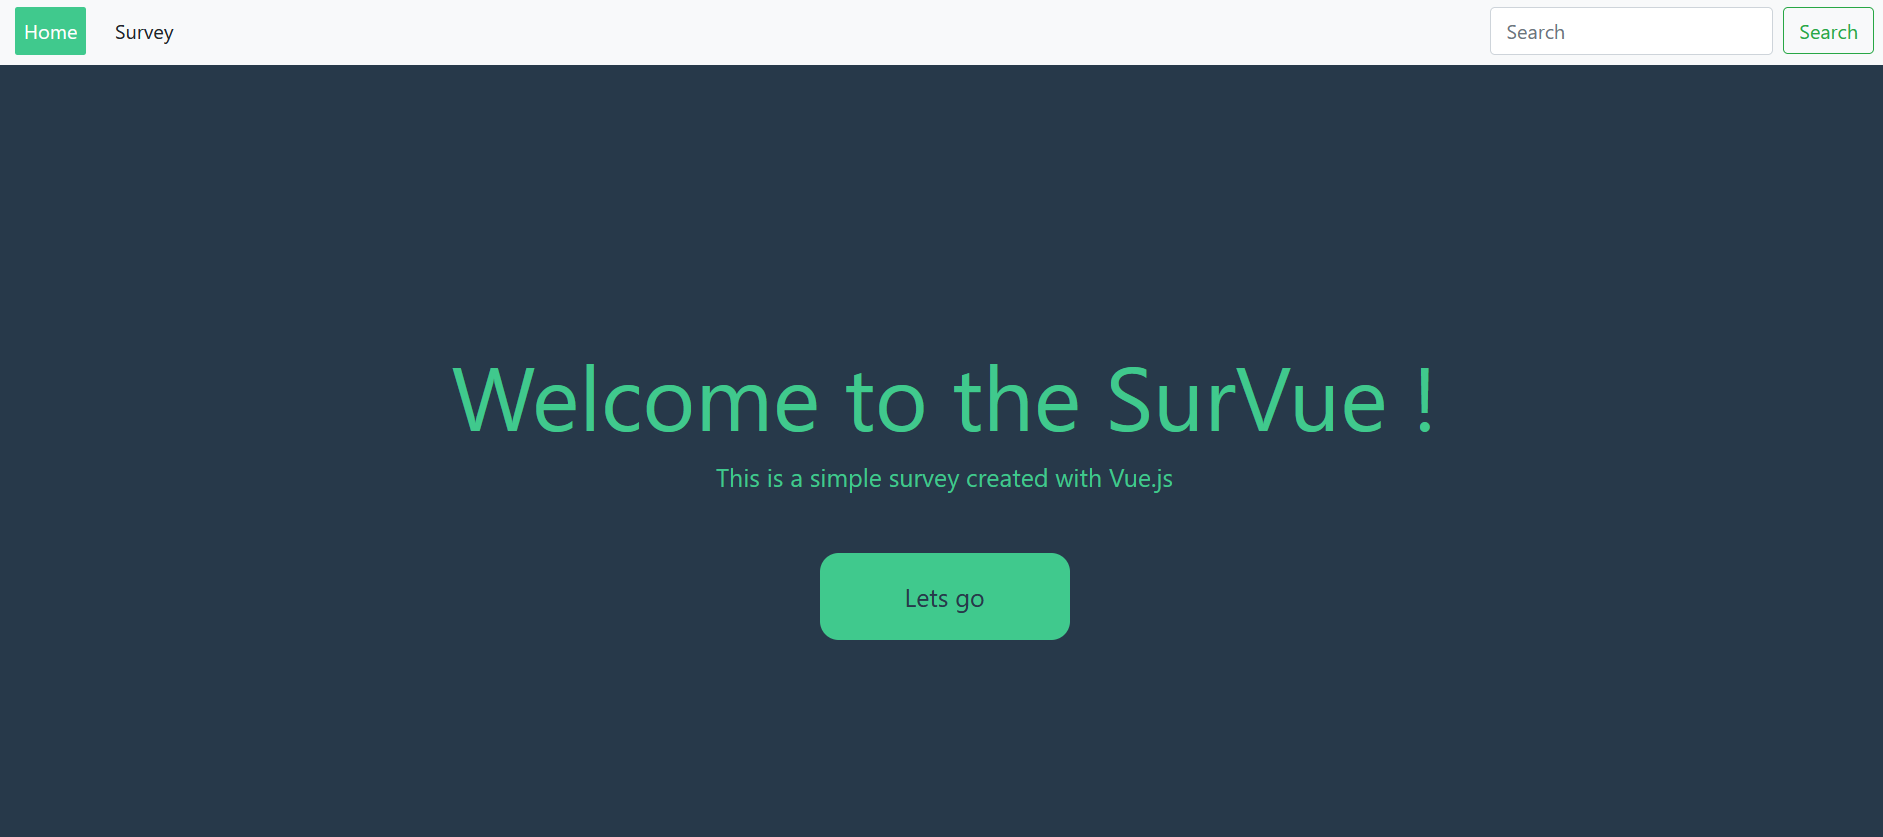 Home Survey Search Search
Welcome to the SurVue !
This is a simple survey created with Vue.js
Lets go